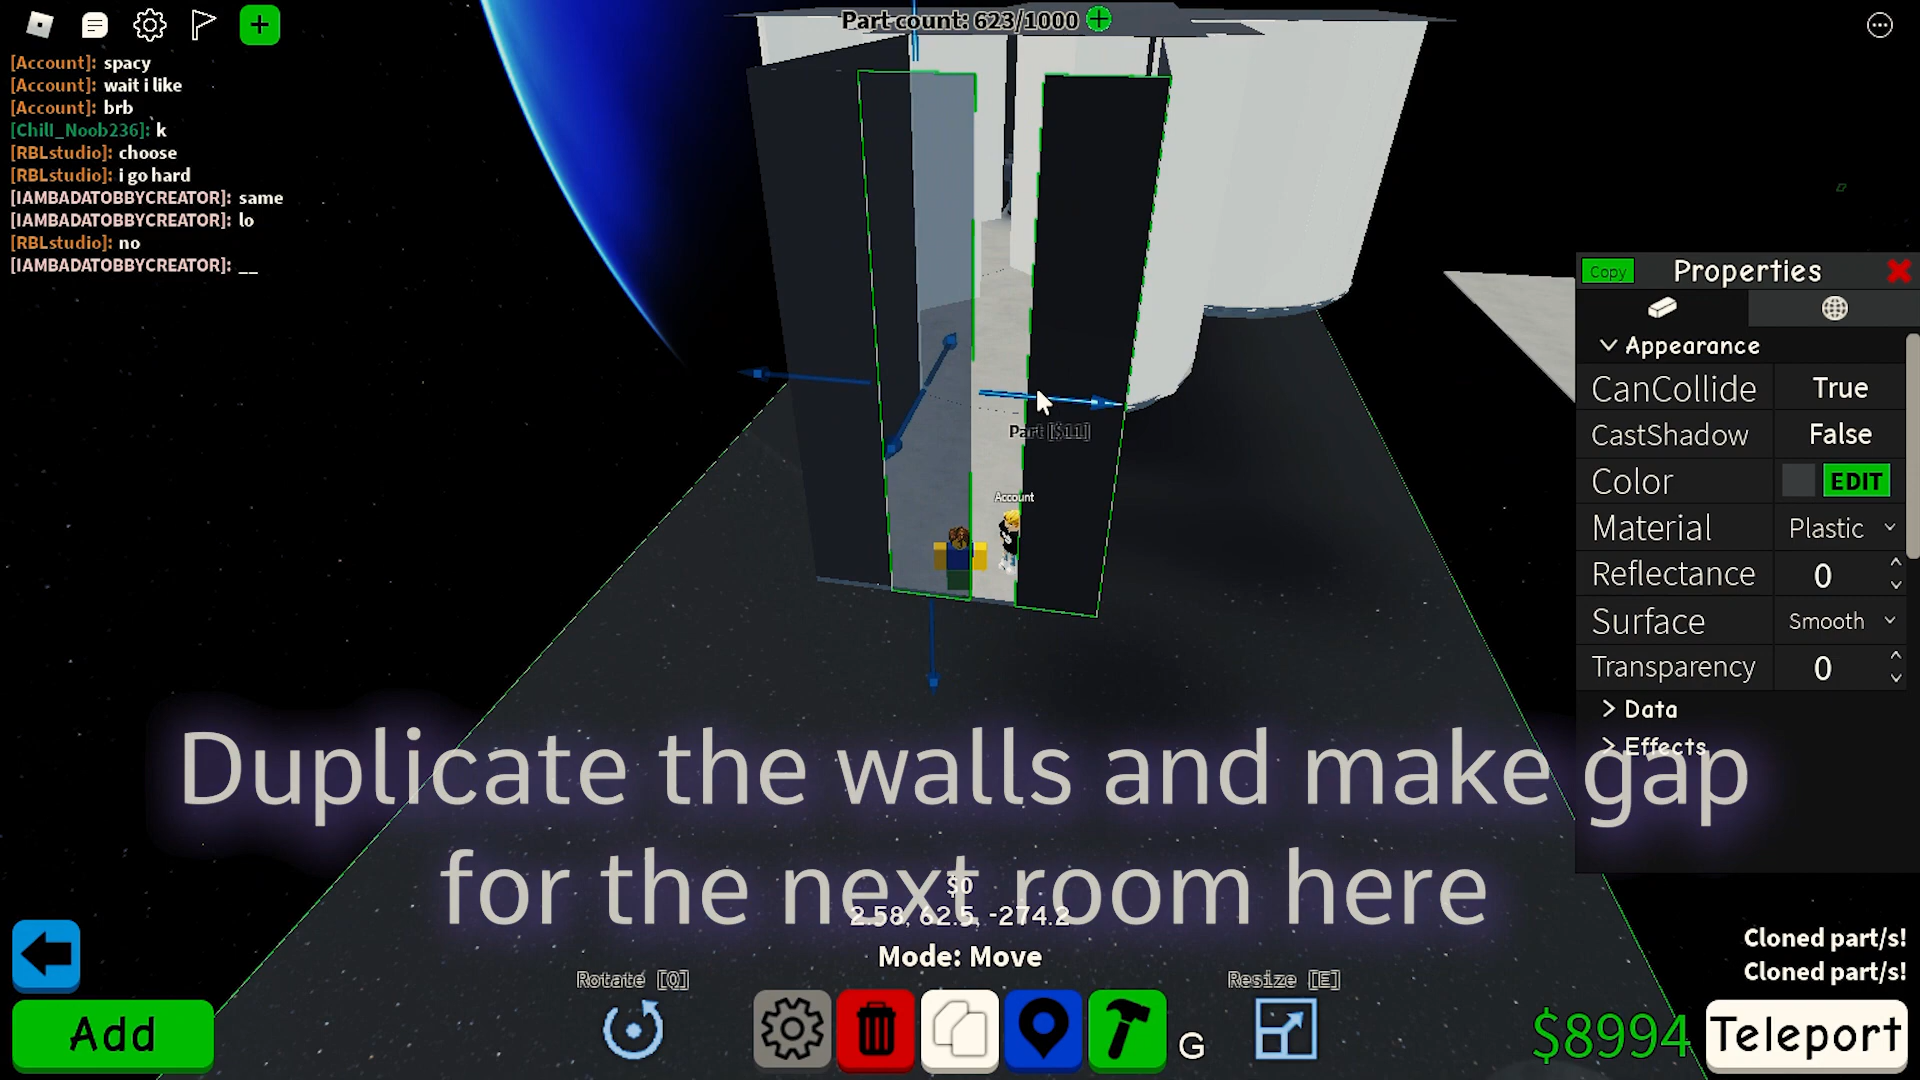 Part count: 623/1000
[Account]: spacy
[Account]: wait i like
[Account]: brb
[Chill_Noob236]: k
[RBLstudio]: choose
[RBLstudio]: i go hard
[IAMBADATOBBYCREATOR]: same
[IAMBADATOBBYCREATOR]: lo
[RBLstudio]: no
[IAMBADATOBBYCREATOR]: __
Part [$11]
Account
Copy
Properties
Appearance
CanCollide True
CastShadow False
Color EDIT
Material Plastic
Reflectance 0
Surface Smooth
Transparency 0
Data
Effects
Duplicate the walls and make gap
for the next room here
$0
2.58, 62.5, -274.2
Mode: Move
Rotate [Q]
Resize [E]
G
Add
Cloned part/s!
Cloned part/s!
$8994
Teleport